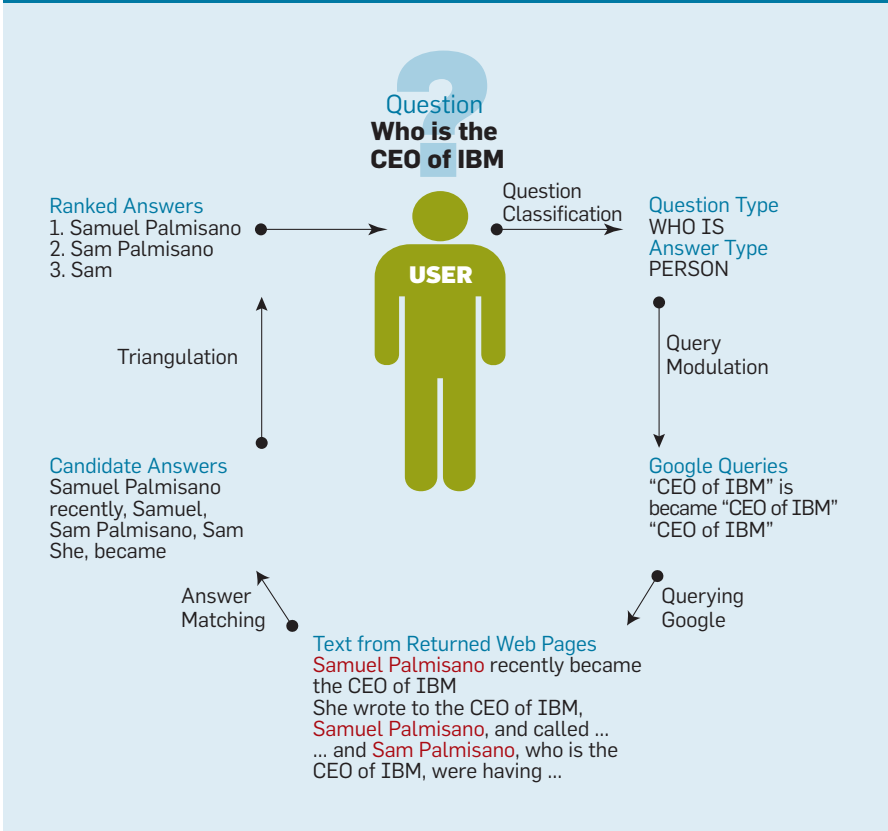 ?
Question
Who is the
CEO of IBM
Question
Classification
Question Type
WHO IS
Answer Type
PERSON
Query
Modulation
Google Queries
“CEO of IBM” is
became “CEO of IBM”
“CEO of IBM”
Querying
Google
Text from Returned Web Pages
Samuel Palmisano recently became
the CEO of IBM
She wrote to the CEO of IBM,
Samuel Palmisano, and called ...
... and Sam Palmisano, who is the
CEO of IBM, were having ...
Answer
Matching
Candidate Answers
Samuel Palmisano
recently, Samuel,
Sam Palmisano, Sam
She, became
Triangulation
Ranked Answers
1. Samuel Palmisano
2. Sam Palmisano
3. Sam
USER